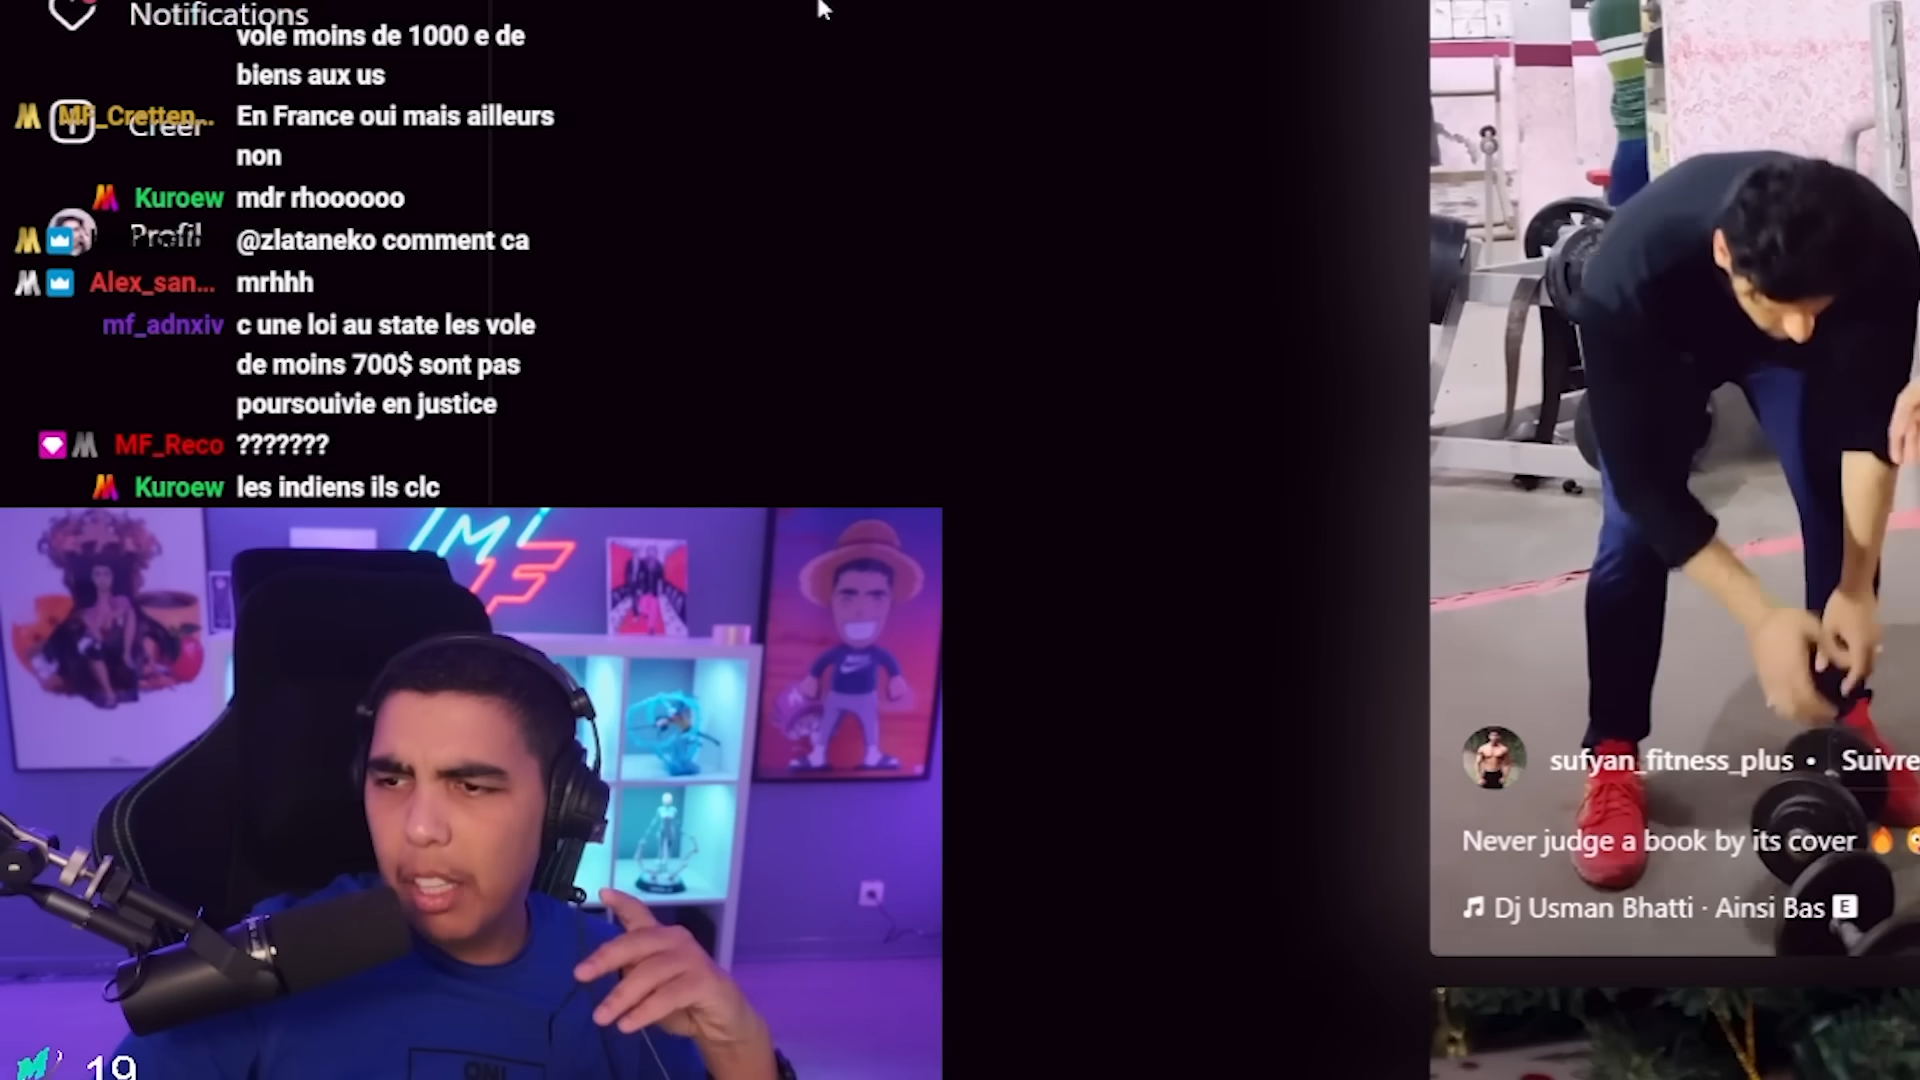 Notifications
vole moins de 1000 e de
biens aux us
MF_Cretten...
Créer
En France oui mais ailleurs
non
Kuroew mdr rhoooooo
Profil
@zlataneko comment ca
Alex_san... mrhhh
mf_adnxiv c une loi au state les vole
de moins 700$ sont pas
poursouivie en justice
MF_Reco ???????
Kuroew les indiens ils clc
MF
19
sufyan_fitness_plus • Suivre
Never judge a book by its cover 🔥
Dj Usman Bhatti · Ainsi Bas E